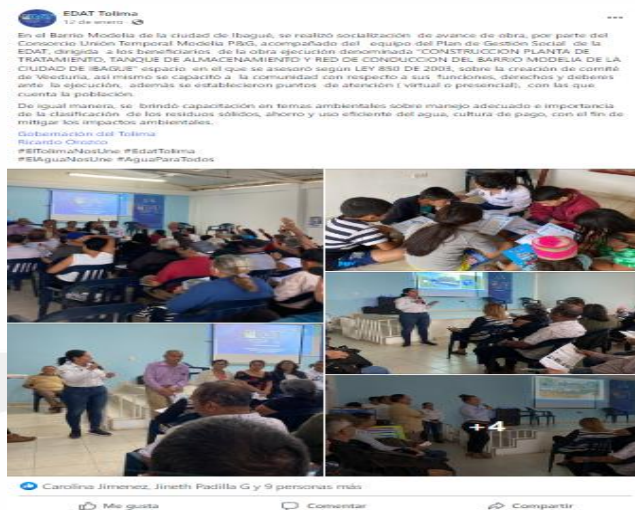 EDAT Tolima
12 de enero
En el Barrio Modelia de la ciudad de Ibagué, se realizó socialización de avance de obra, por parte del
Consorcio Unión Temporal Modelia P&G, acompañado del equipo del Plan de Gestión Social de la
EDAT, dirigida a los beneficiarios de la obra ejecución denominada "CONSTRUCCION PLANTA DE
TRATAMIENTO, TANQUE DE ALMACENAMIENTO Y RED DE CONDUCCION DEL BARRIO MODELIA DE LA
CIUDAD DE IBAGUE" espacio en el que se asesoró según LEY 850 DE 2003, sobre la creación de comité
de Veeduría, asi mismo se capacitó a la comunidad con respecto a sus funciones, derechos y deberes
ante la ejecución, además se establecieron puntos de atención ( virtual o presencial), con las que
cuenta la población.
De igual manera, se brindó capacitación en temas ambientales sobre manejo adecuado e importancia
de la clasificación de los residuos sólidos, ahorro y uso eficiente del agua, cultura de pago, con el fin de
mitigar los impactos ambientales.
Gobernación del Tolima
Ricardo Orozco
#ElTolimaNosUne #EdatTolima
#ElAguaNosUne #AguaParaTodos
+4
Carolina Jimenez, Jineth Padilla G y 9 personas más
Me gusta
Comentar
Compartir